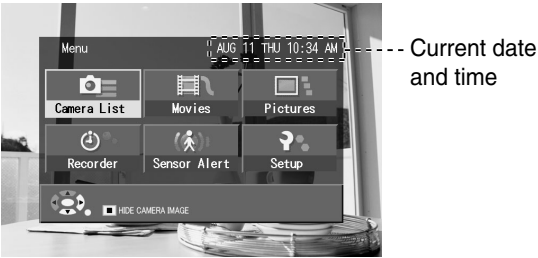 Menu
AUG 11 THU 10:34 AM
Current date
and time
Camera List
Movies
Pictures
Recorder
Sensor Alert
Setup
HIDE CAMERA IMAGE